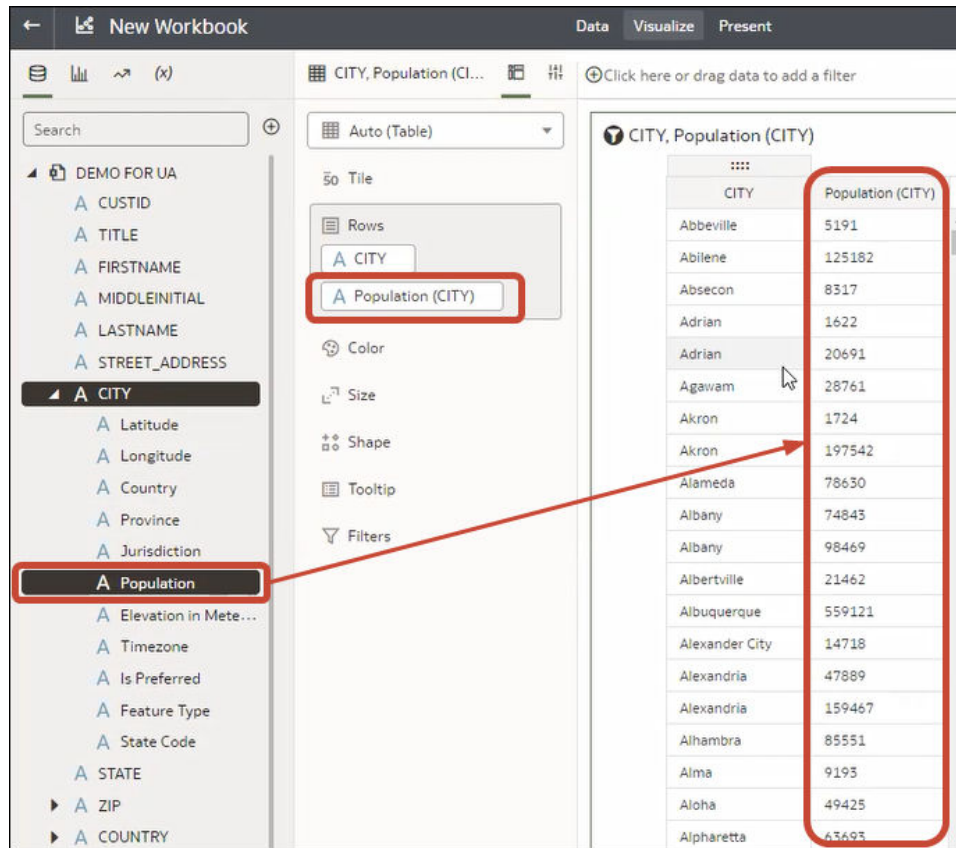 New Workbook
Data Visualize Present
(x)
CITY, Population (CI...
Click here or drag data to add a filter
Search
Auto (Table)
CITY, Population (CITY)
DEMO FOR UA
CUSTID
TITLE
FIRSTNAME
MIDDLEINITIAL
LASTNAME
STREET_ADDRESS
CITY
Latitude
Longitude
Country
Province
Jurisdiction
Population
Elevation in Mete...
Timezone
Is Preferred
Feature Type
State Code
STATE
ZIP
COUNTRY
50 Tile
Rows
A CITY
A Population (CITY)
Color
Size
Shape
Tooltip
Filters
CITY Population (CITY)
Abbeville 5191
Abilene 125182
Absecon 8317
Adrian 1622
Adrian 20691
Agawam 28761
Akron 1724
Akron 197542
Alameda 78630
Albany 74843
Albany 98469
Albertville 21462
Albuquerque 559121
Alexander City 14718
Alexandria 47889
Alexandria 159467
Alhambra 85551
Alma 9193
Aloha 49425
Alpharetta 63693